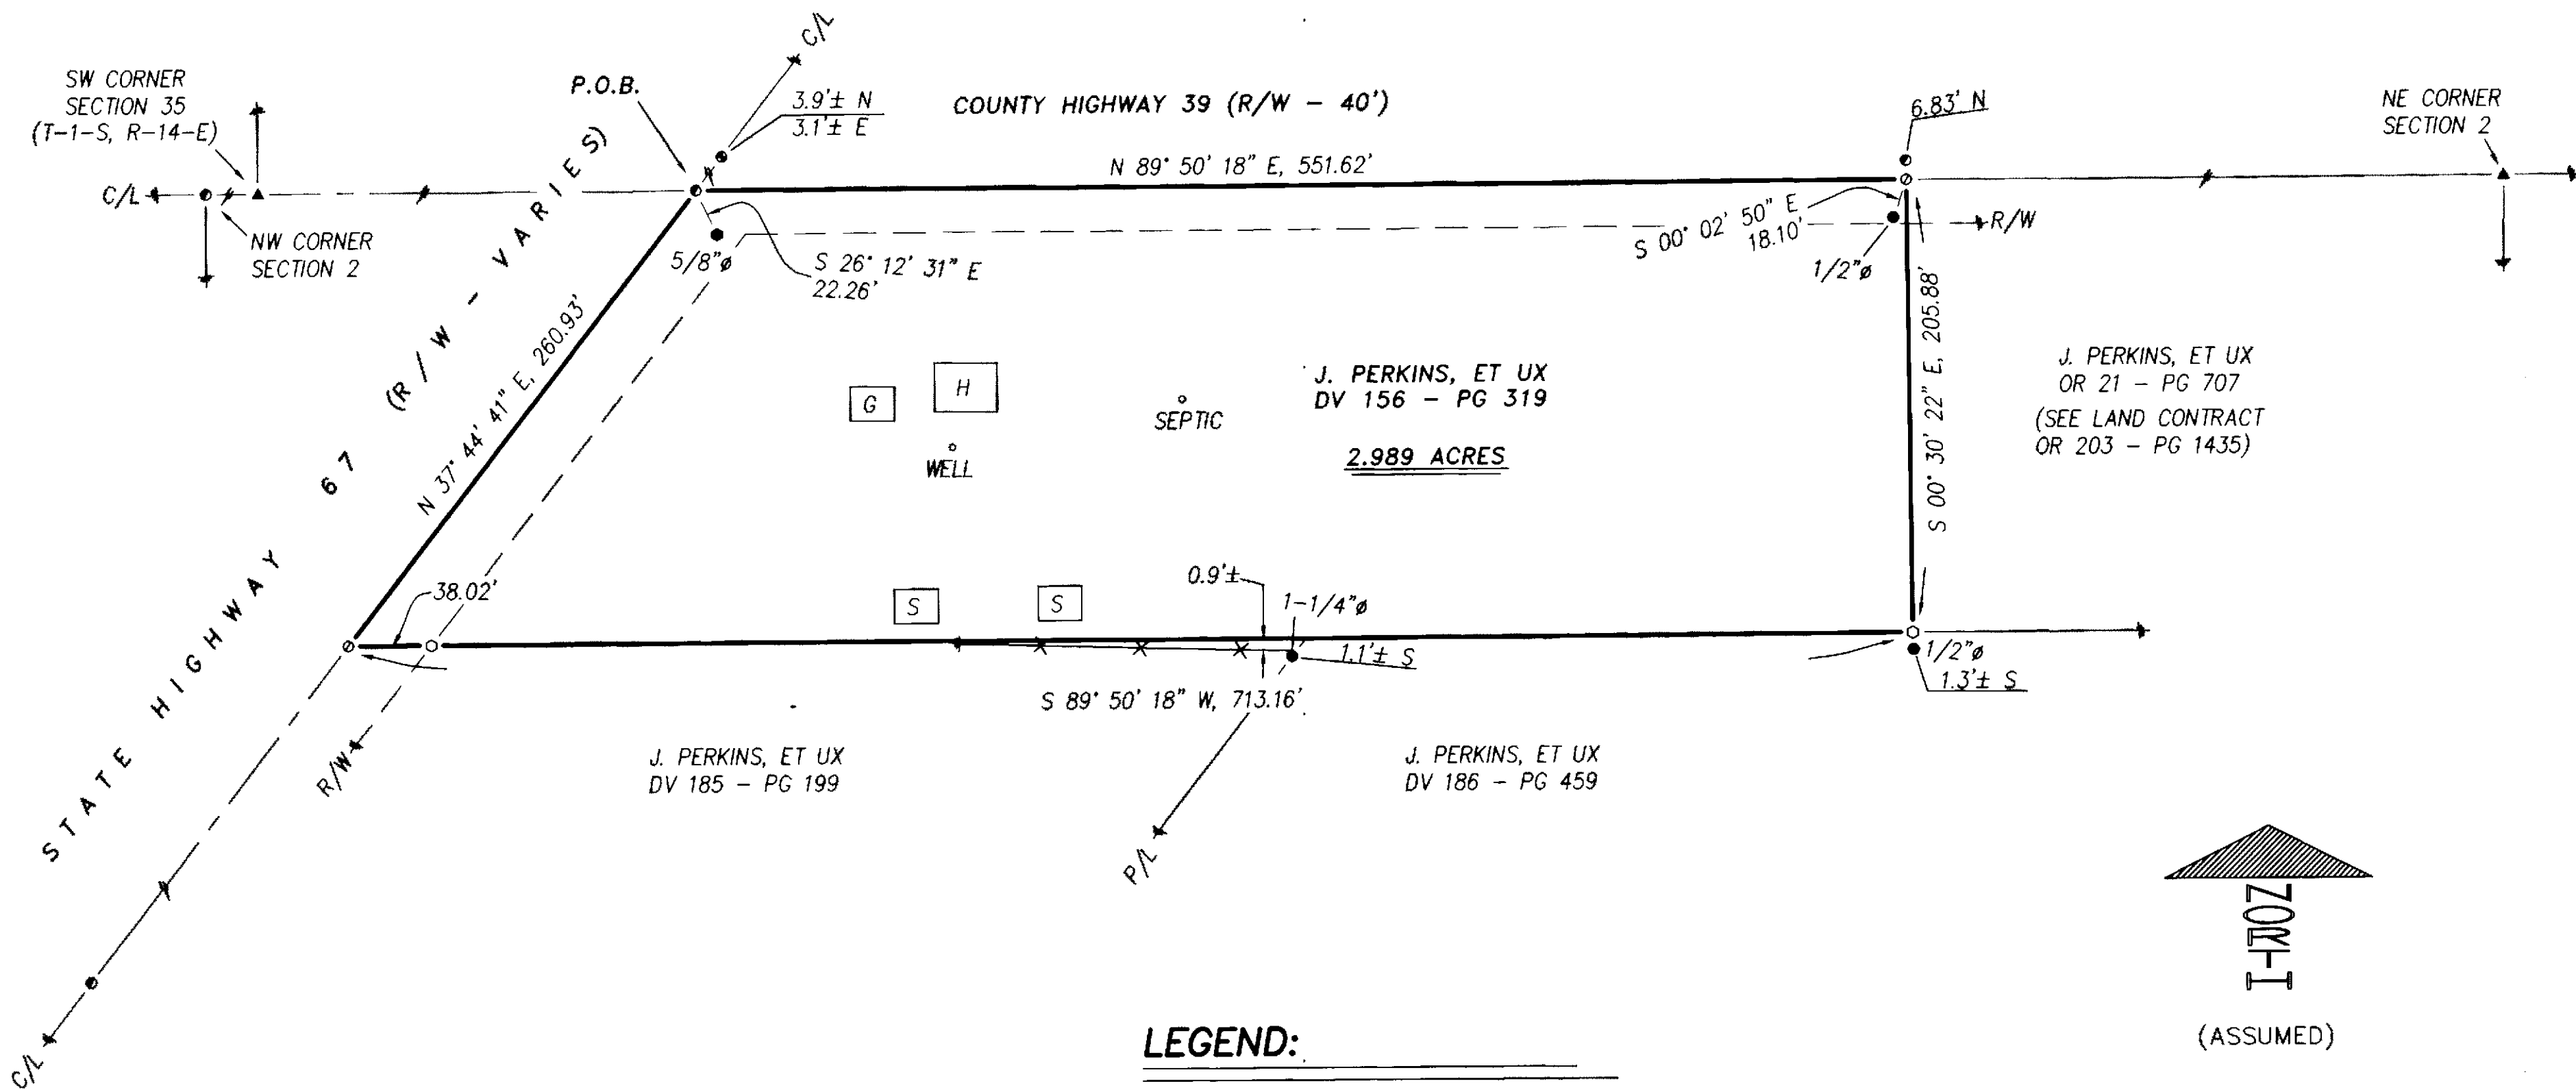 SW CORNER
SECTION 35
(T-1-S, R-14-E)
C/L
NW CORNER
SECTION 2
P.O.B.
C/L
3.9'± N
3.1'± E
COUNTY HIGHWAY 39 (R/W - 40')
6.83' N
NE CORNER
SECTION 2
N 89° 50' 18" E, 551.62'
5/8"ø
S 26° 12' 31" E
22.26'
S 00° 02' 50" E
18.10'
1/2"ø
R/W
STATE HIGHWAY 67 (R/W - VARIES)
N 37° 44' 41" E, 260.93'
G
H
WELL
SEPTIC
J. PERKINS, ET UX
DV 156 - PG 319
2.989 ACRES
S 00° 30' 22" E, 205.88'
J. PERKINS, ET UX
OR 21 - PG 707
(SEE LAND CONTRACT
OR 203 - PG 1435)
38.02'
S
S
0.9'±
1-1/4"ø
1.1'± S
1/2"ø
1.3'± S
S 89° 50' 18" W, 713.16'
R/W
J. PERKINS, ET UX
DV 185 - PG 199
P/L
J. PERKINS, ET UX
DV 186 - PG 459
C/L
NORTH
(ASSUMED)
LEGEND: